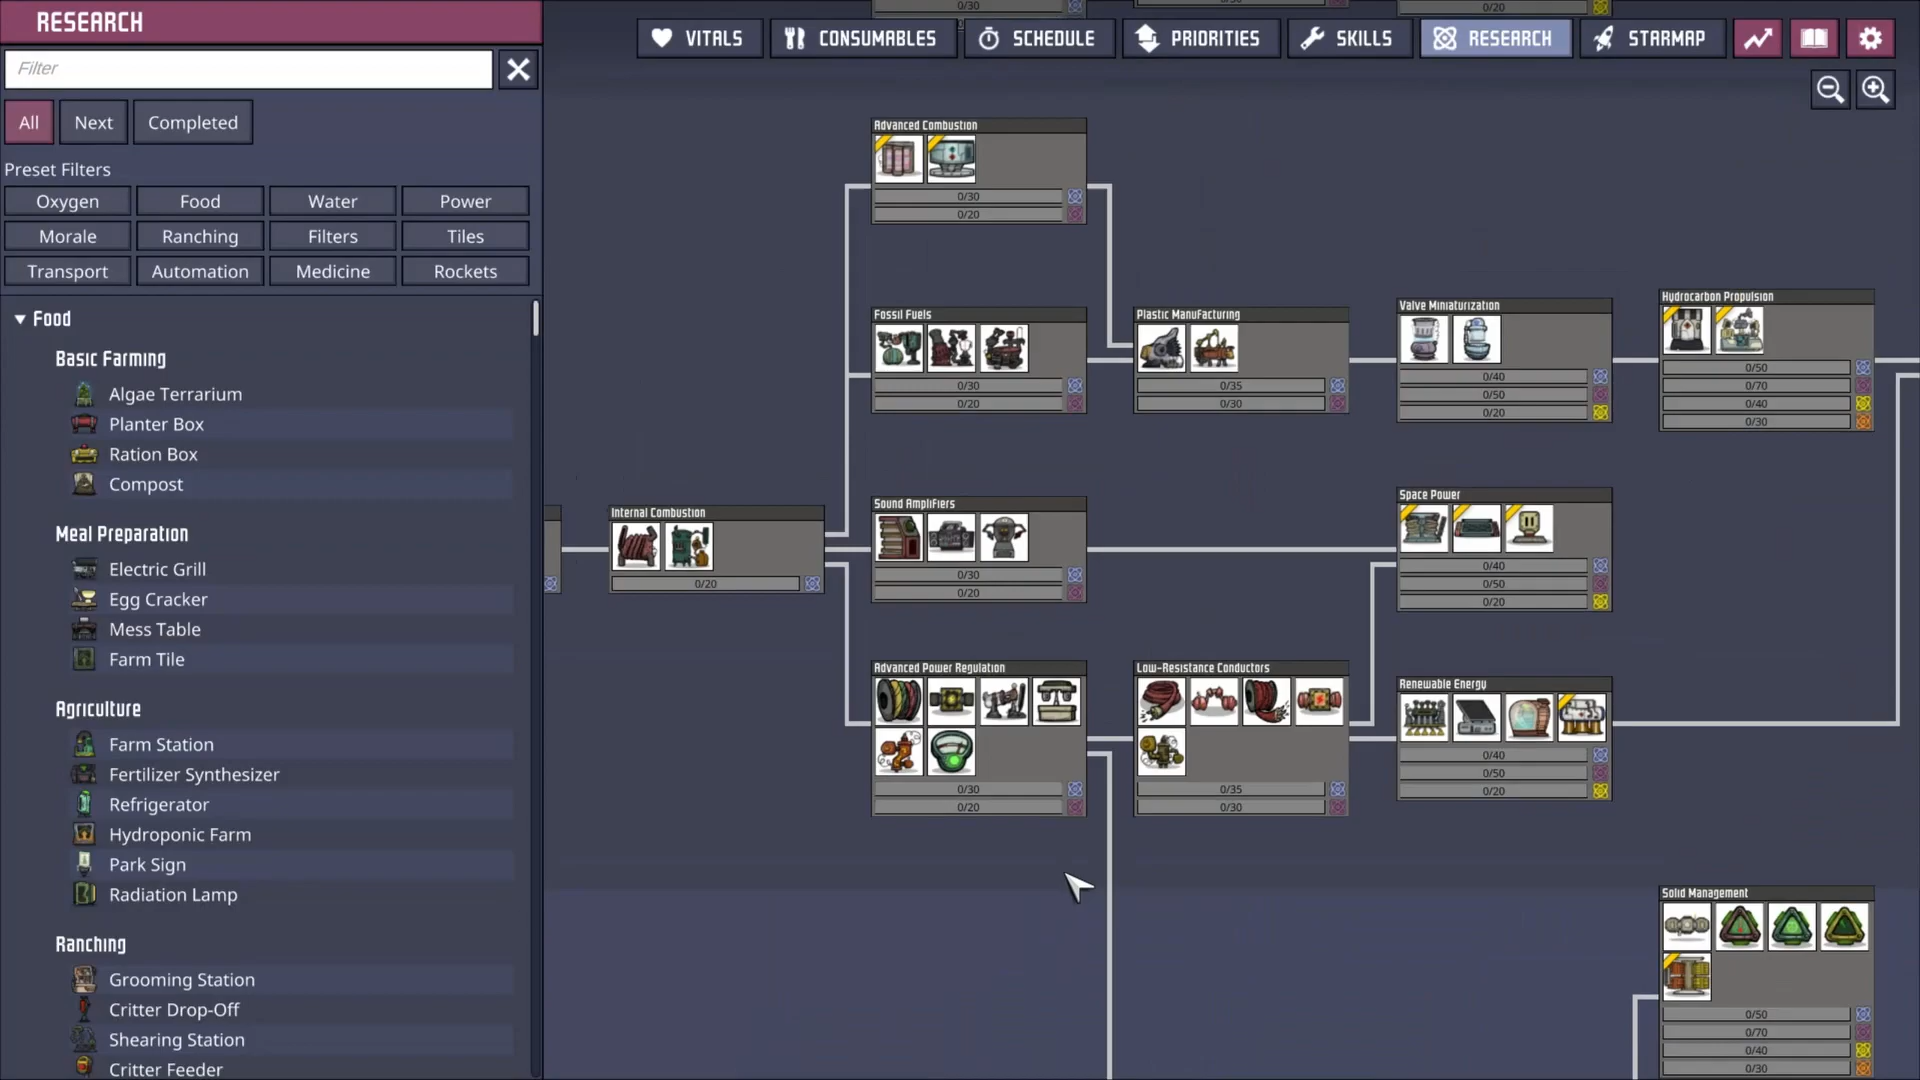 RESEARCH
Filter
All
Next
Completed
Preset Filters
Oxygen
Food
Water
Power
Morale
Ranching
Filters
Tiles
Transport
Automation
Medicine
Rockets
Food
Basic Farming
Algae Terrarium
Planter Box
Ration Box
Compost
Meal Preparation
Electric Grill
Egg Cracker
Mess Table
Farm Tile
Agriculture
Farm Station
Fertilizer Synthesizer
Refrigerator
Hydroponic Farm
Park Sign
Radiation Lamp
Ranching
Grooming Station
Critter Drop-Off
Shearing Station
Critter Feeder
0/30
0/20
VITALS
CONSUMABLES
SCHEDULE
PRIORITIES
SKILLS
RESEARCH
STARMAP
Advanced Combustion
0/30
0/20
Fossil Fuels
0/30
0/20
Plastic Manufacturing
0/35
0/30
Valve Miniaturization
0/40
0/50
0/20
Hydrocarbon Propulsion
0/50
0/70
0/40
0/30
Internal Combustion
0/20
Sound Amplifiers
0/30
0/20
Space Power
0/40
0/50
0/20
Advanced Power Regulation
0/30
0/20
Low-Resistance Conductors
0/35
0/30
Renewable Energy
0/40
0/50
0/20
Solid Management
0/50
0/70
0/40
0/30